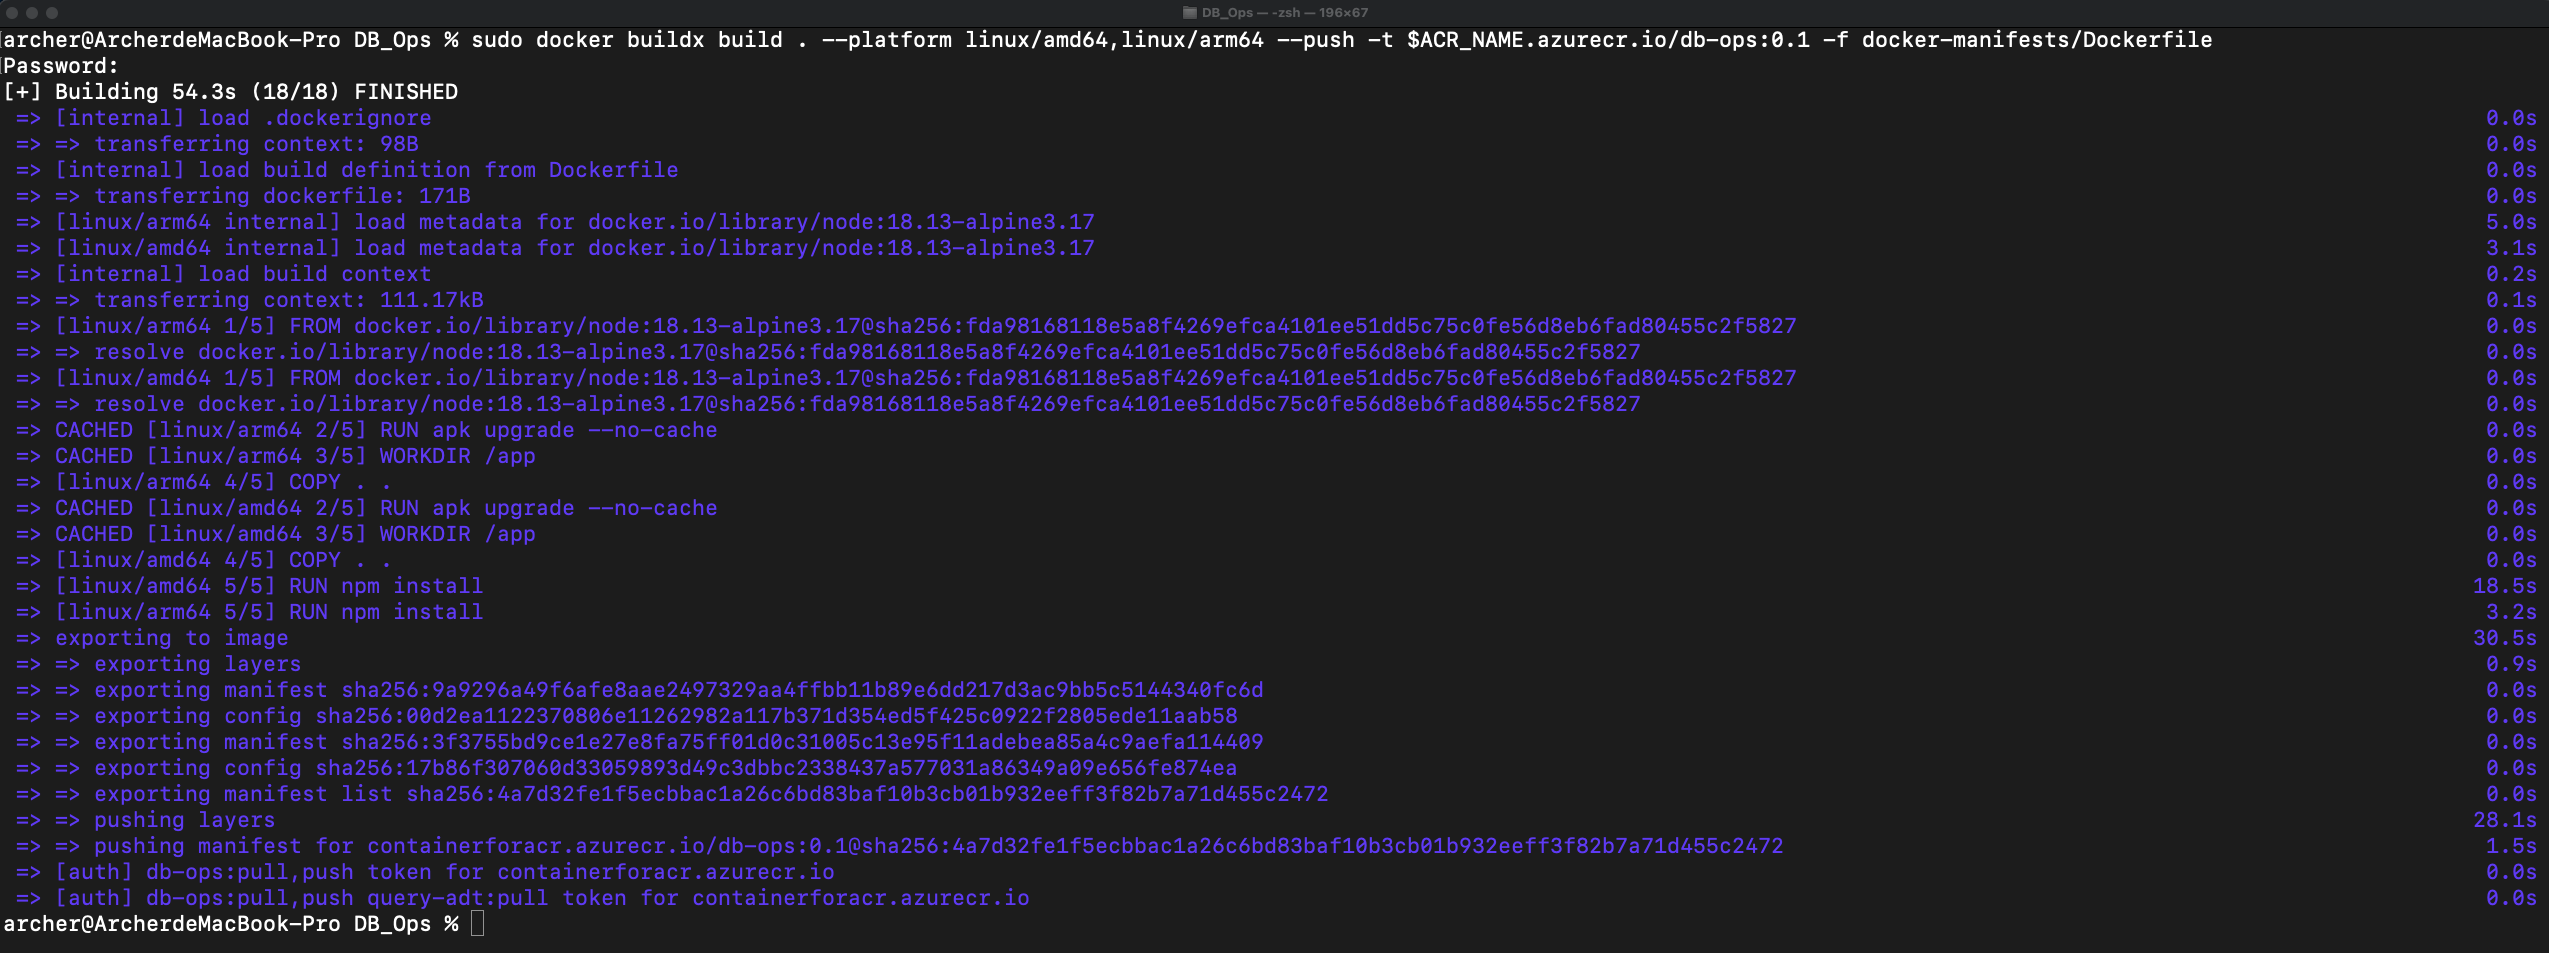 DB_Ops — -zsh — 196×67
archer@ArcherdeMacBook-Pro DB_Ops % sudo docker buildx build . --platform linux/amd64,linux/arm64 --push -t $ACR_NAME.azurecr.io/db-ops:0.1 -f docker-manifests/Dockerfile
Password:
[+] Building 54.3s (18/18) FINISHED
=> [internal] load .dockerignore 0.0s
=> => transferring context: 98B 0.0s
=> [internal] load build definition from Dockerfile 0.0s
=> => transferring dockerfile: 171B 0.0s
=> [linux/arm64 internal] load metadata for docker.io/library/node:18.13-alpine3.17 5.0s
=> [linux/amd64 internal] load metadata for docker.io/library/node:18.13-alpine3.17 3.1s
=> [internal] load build context 0.2s
=> => transferring context: 111.17kB 0.1s
=> [linux/arm64 1/5] FROM docker.io/library/node:18.13-alpine3.17@sha256:fda98168118e5a8f4269efca4101ee51dd5c75c0fe56d8eb6fad80455c2f5827 0.0s
=> => resolve docker.io/library/node:18.13-alpine3.17@sha256:fda98168118e5a8f4269efca4101ee51dd5c75c0fe56d8eb6fad80455c2f5827 0.0s
=> [linux/amd64 1/5] FROM docker.io/library/node:18.13-alpine3.17@sha256:fda98168118e5a8f4269efca4101ee51dd5c75c0fe56d8eb6fad80455c2f5827 0.0s
=> => resolve docker.io/library/node:18.13-alpine3.17@sha256:fda98168118e5a8f4269efca4101ee51dd5c75c0fe56d8eb6fad80455c2f5827 0.0s
=> CACHED [linux/arm64 2/5] RUN apk upgrade --no-cache 0.0s
=> CACHED [linux/arm64 3/5] WORKDIR /app 0.0s
=> [linux/arm64 4/5] COPY . . 0.0s
=> CACHED [linux/amd64 2/5] RUN apk upgrade --no-cache 0.0s
=> CACHED [linux/amd64 3/5] WORKDIR /app 0.0s
=> [linux/amd64 4/5] COPY . . 0.0s
=> [linux/amd64 5/5] RUN npm install 18.5s
=> [linux/arm64 5/5] RUN npm install 3.2s
=> exporting to image 30.5s
=> => exporting layers 0.9s
=> => exporting manifest sha256:9a9296a49f6afe8aae2497329aa4ffbb11b89e6dd217d3ac9bb5c5144340fc6d 0.0s
=> => exporting config sha256:00d2ea1122370806e11262982a117b371d354ed5f425c0922f2805ede11aab58 0.0s
=> => exporting manifest sha256:3f3755bd9ce1e27e8fa75ff01d0c31005c13e95f11adebea85a4c9aefa114409 0.0s
=> => exporting config sha256:17b86f307060d33059893d49c3dbbc2338437a577031a86349a09e656fe874ea 0.0s
=> => exporting manifest list sha256:4a7d32fe1f5ecbbac1a26c6bd83baf10b3cb01b932eeff3f82b7a71d455c2472 0.0s
=> => pushing layers 28.1s
=> => pushing manifest for containerforacr.azurecr.io/db-ops:0.1@sha256:4a7d32fe1f5ecbbac1a26c6bd83baf10b3cb01b932eeff3f82b7a71d455c2472 1.5s
=> [auth] db-ops:pull,push token for containerforacr.azurecr.io 0.0s
=> [auth] db-ops:pull,push query-adt:pull token for containerforacr.azurecr.io 0.0s
archer@ArcherdeMacBook-Pro DB_Ops %